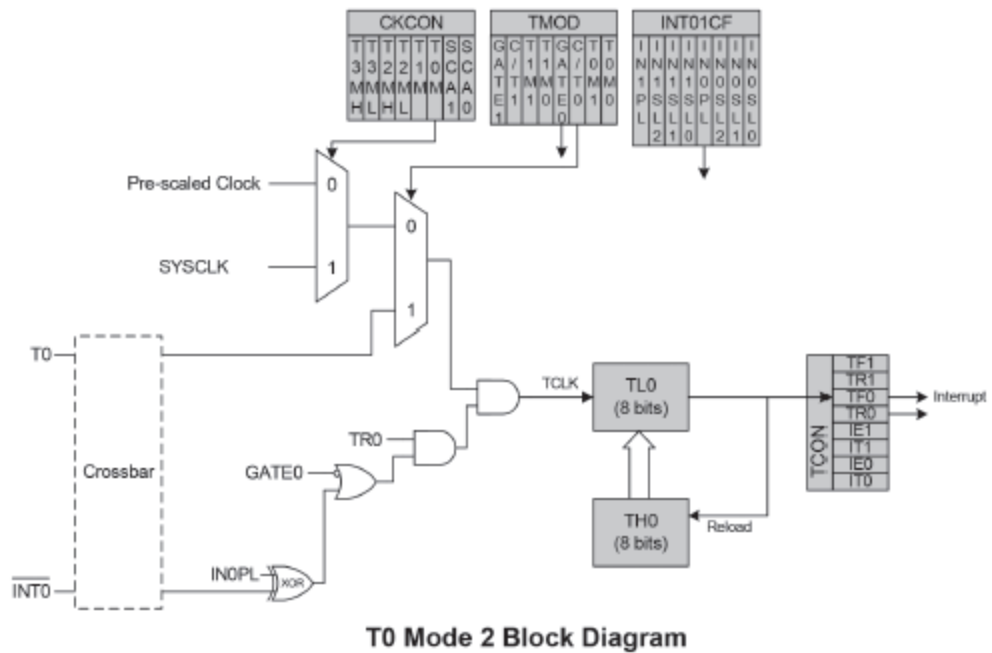 CKCON
TMOD
INT01CF
T3MH
T3ML
T2MH
T2ML
T1M
T0M
SCA1
SCA0
GATE1
C/T1
T1M1
T1M0
GATE0
C/T0
T0M1
T0M0
IN1PL
IN1SL2
IN1SL1
IN1SL0
IN0PL
IN0SL2
IN0SL1
IN0SL0
Pre-scaled Clock
0
SYSCLK
1
0
1
T0
TCLK
TL0
(8 bits)
TCON
TF1
TR1
TF0
TR0
IE1
IT1
IE0
IT0
Interrupt
TR0
Crossbar
GATE0
TH0
(8 bits)
Reload
IN0PL
XOR
INT0
T0 Mode 2 Block Diagram